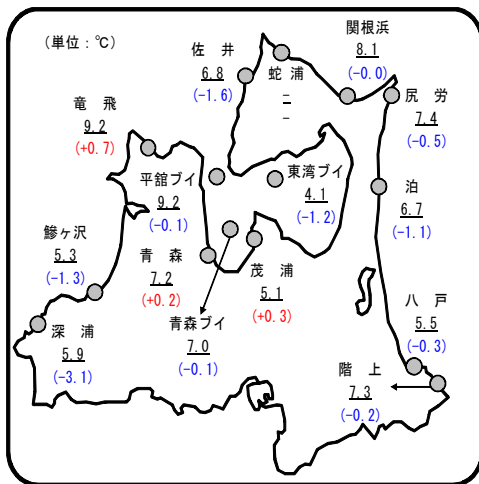 (単位：℃)
関根浜
8.1
(-0.0)
佐井
6.8
(-1.6)
蛇浦
-
-
尻労
7.4
(-0.5)
竜飛
9.2
(+0.7)
平舘ブイ
9.2
(-0.1)
東湾ブイ
4.1
(-1.2)
泊
6.7
(-1.1)
鰺ヶ沢
5.3
(-1.3)
青森
7.2
(+0.2)
茂浦
5.1
(+0.3)
深浦
5.9
(-3.1)
青森ブイ
7.0
(-0.1)
八戸
5.5
(-0.3)
階上
7.3
(-0.2)